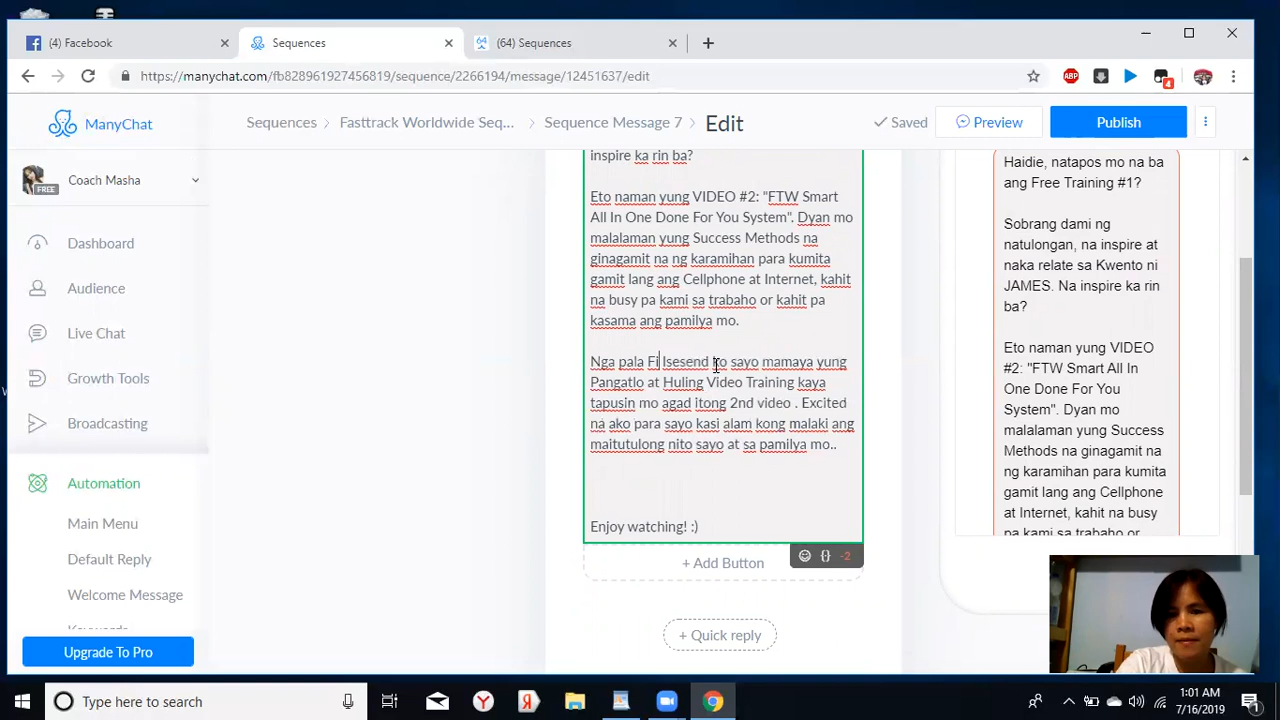 (4) Facebook
Sequences
(64) Sequences
https://manychat.com/fb828961927456819/sequence/2266194/message/12451637/edit
ABP
4
ManyChat
Sequences
Fasttrack Worldwide Seq...
Sequence Message 7
Edit
Saved
Preview
Publish
Coach Masha
FREE
Dashboard
Audience
Live Chat
Growth Tools
Broadcasting
Automation
Main Menu
Default Reply
Welcome Message
Keywords
Upgrade To Pro
inspire ka rin ba?
Eto naman yung VIDEO #2: "FTW Smart
All In One Done For You System". Dyan mo
malalaman yung Success Methods na
ginagamit na ng karamihan para kumita
gamit lang ang Cellphone at Internet, kahit
na busy pa kami sa trabaho or kahit pa
kasama ang pamilya mo.
Nga pala Fi Isesend ko sayo mamaya yung
Pangatlo at Huling Video Training kaya
tapusin mo agad itong 2nd video . Excited
na ako para sayo kasi alam kong malaki ang
maitutulong nito sayo at sa pamilya mo..
Enjoy watching! :)
{} -2
+ Add Button
+ Quick reply
Haidie, natapos mo na ba
ang Free Training #1?
Sobrang dami ng
natulongan, na inspire at
naka relate sa Kwento ni
JAMES. Na inspire ka rin
ba?
Eto naman yung VIDEO
#2: "FTW Smart All In
One Done For You
System". Dyan mo
malalaman yung Success
Methods na ginagamit na
ng karamihan para kumita
gamit lang ang Cellphone
at Internet, kahit na busy
pa kami sa trabaho or
Type here to search
1:01 AM
7/16/2019
1